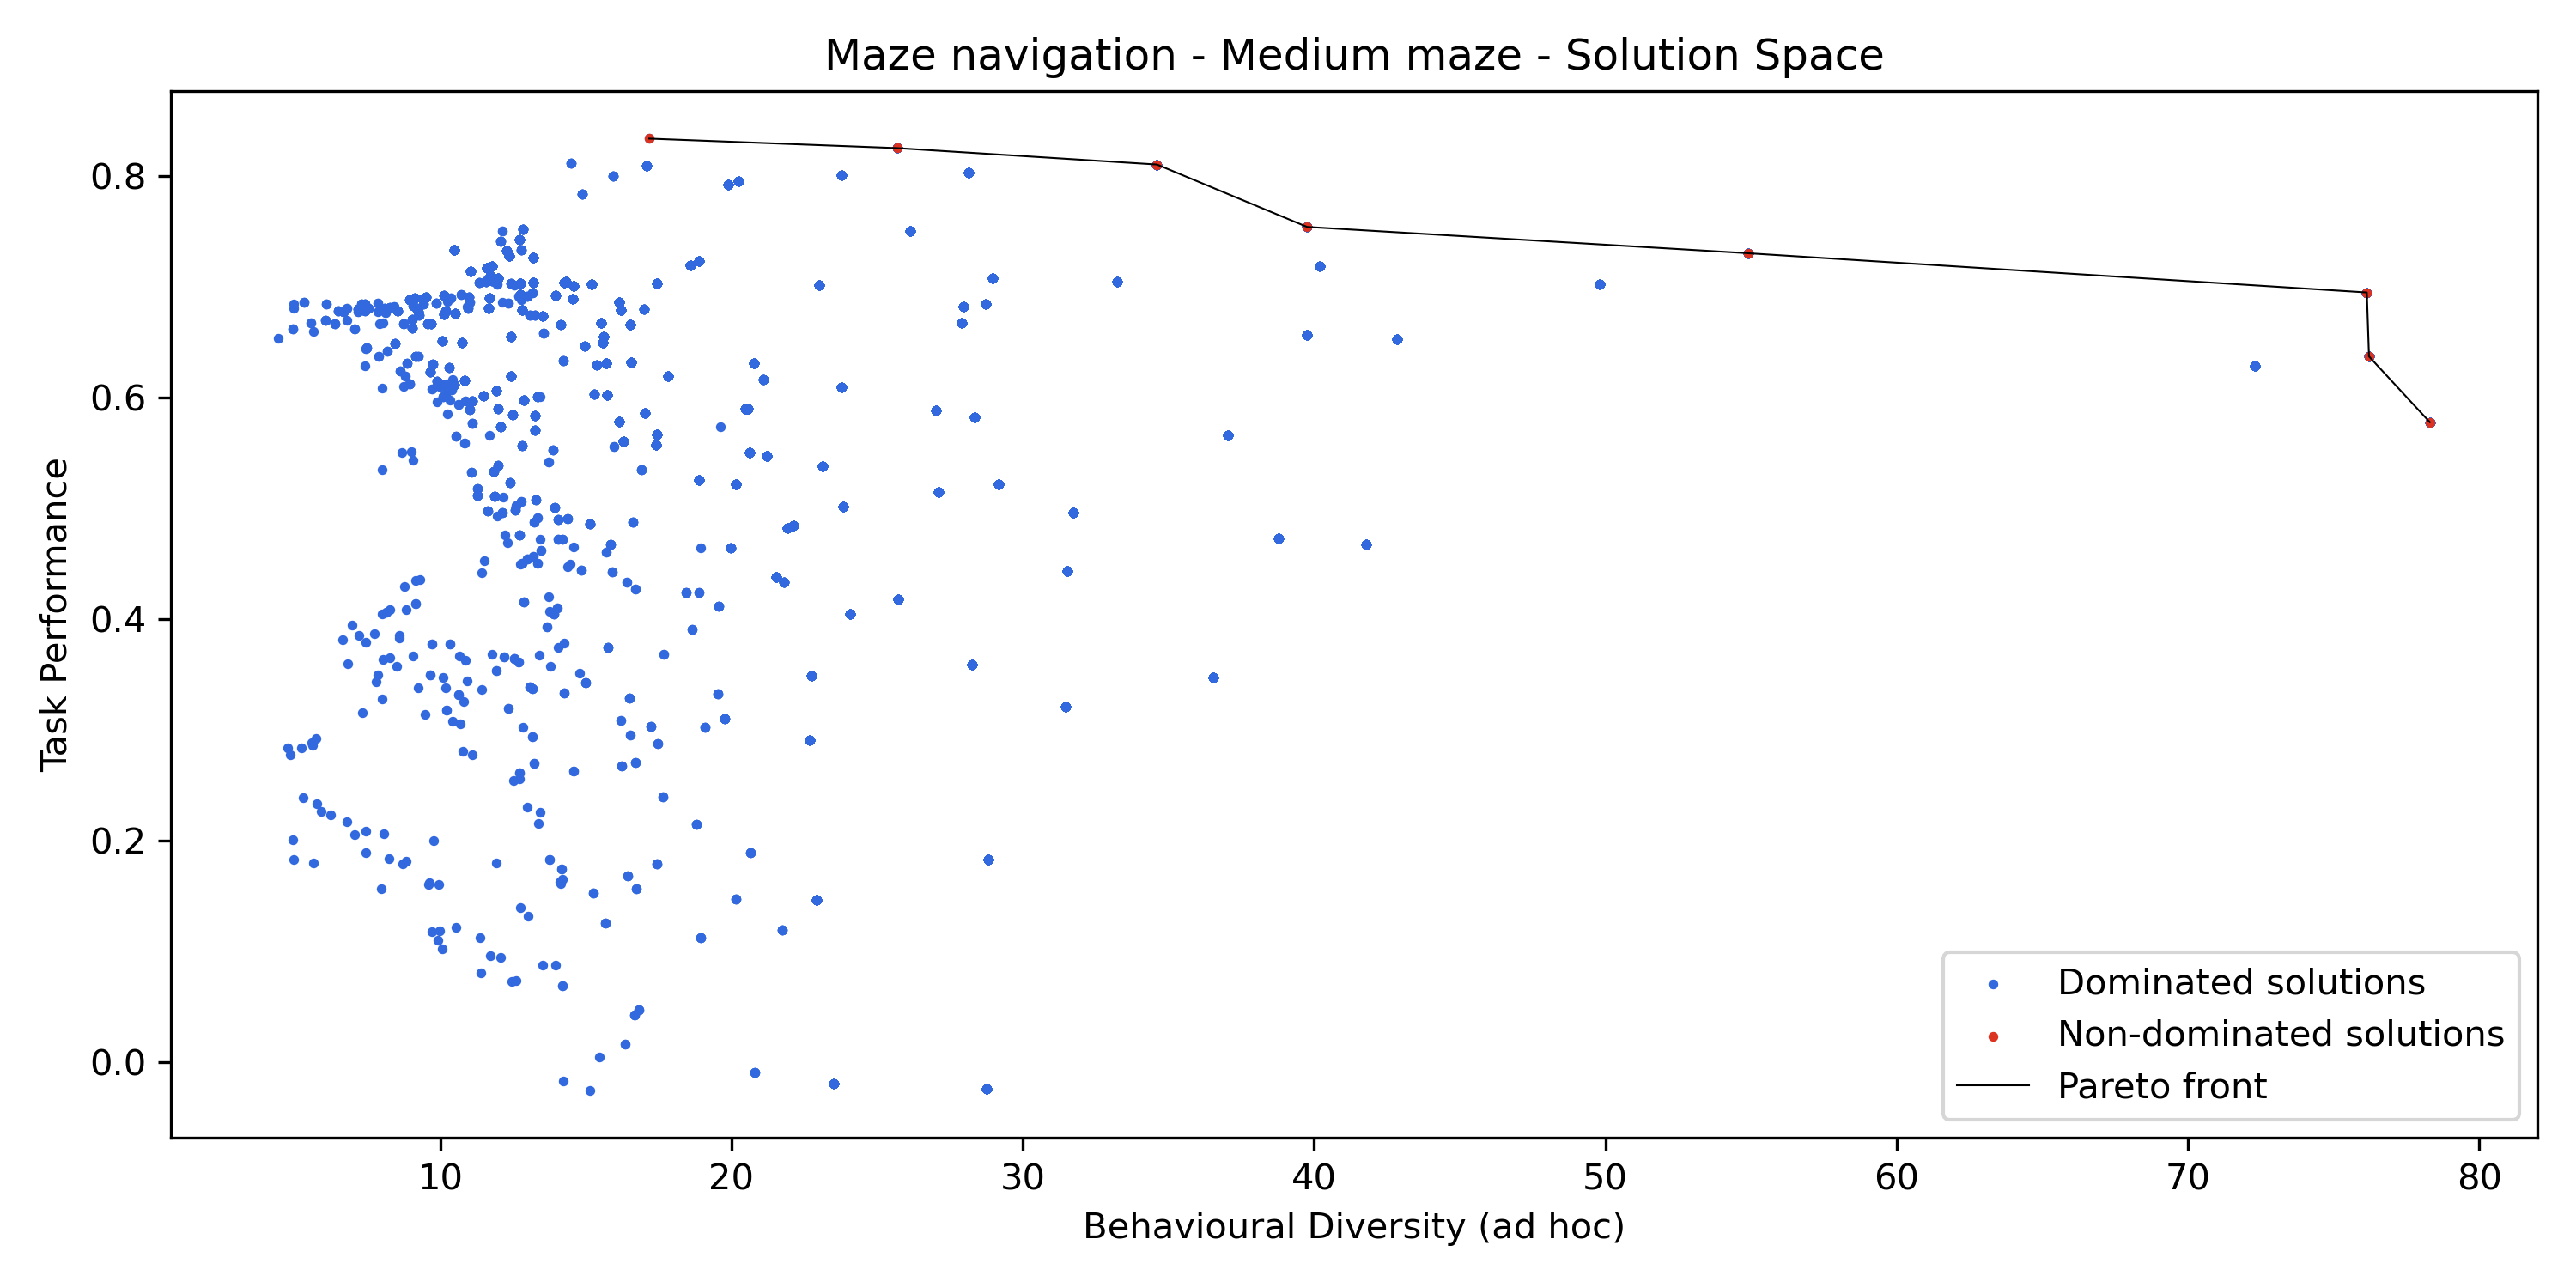 Maze navigation - Medium maze - Solution Space
Task Performance
0.8
0.6
0.4
0.2
0.0
10 20 30 40 50 60 70 80
Behavioural Diversity (ad hoc)
Dominated solutions
Non-dominated solutions
Pareto front